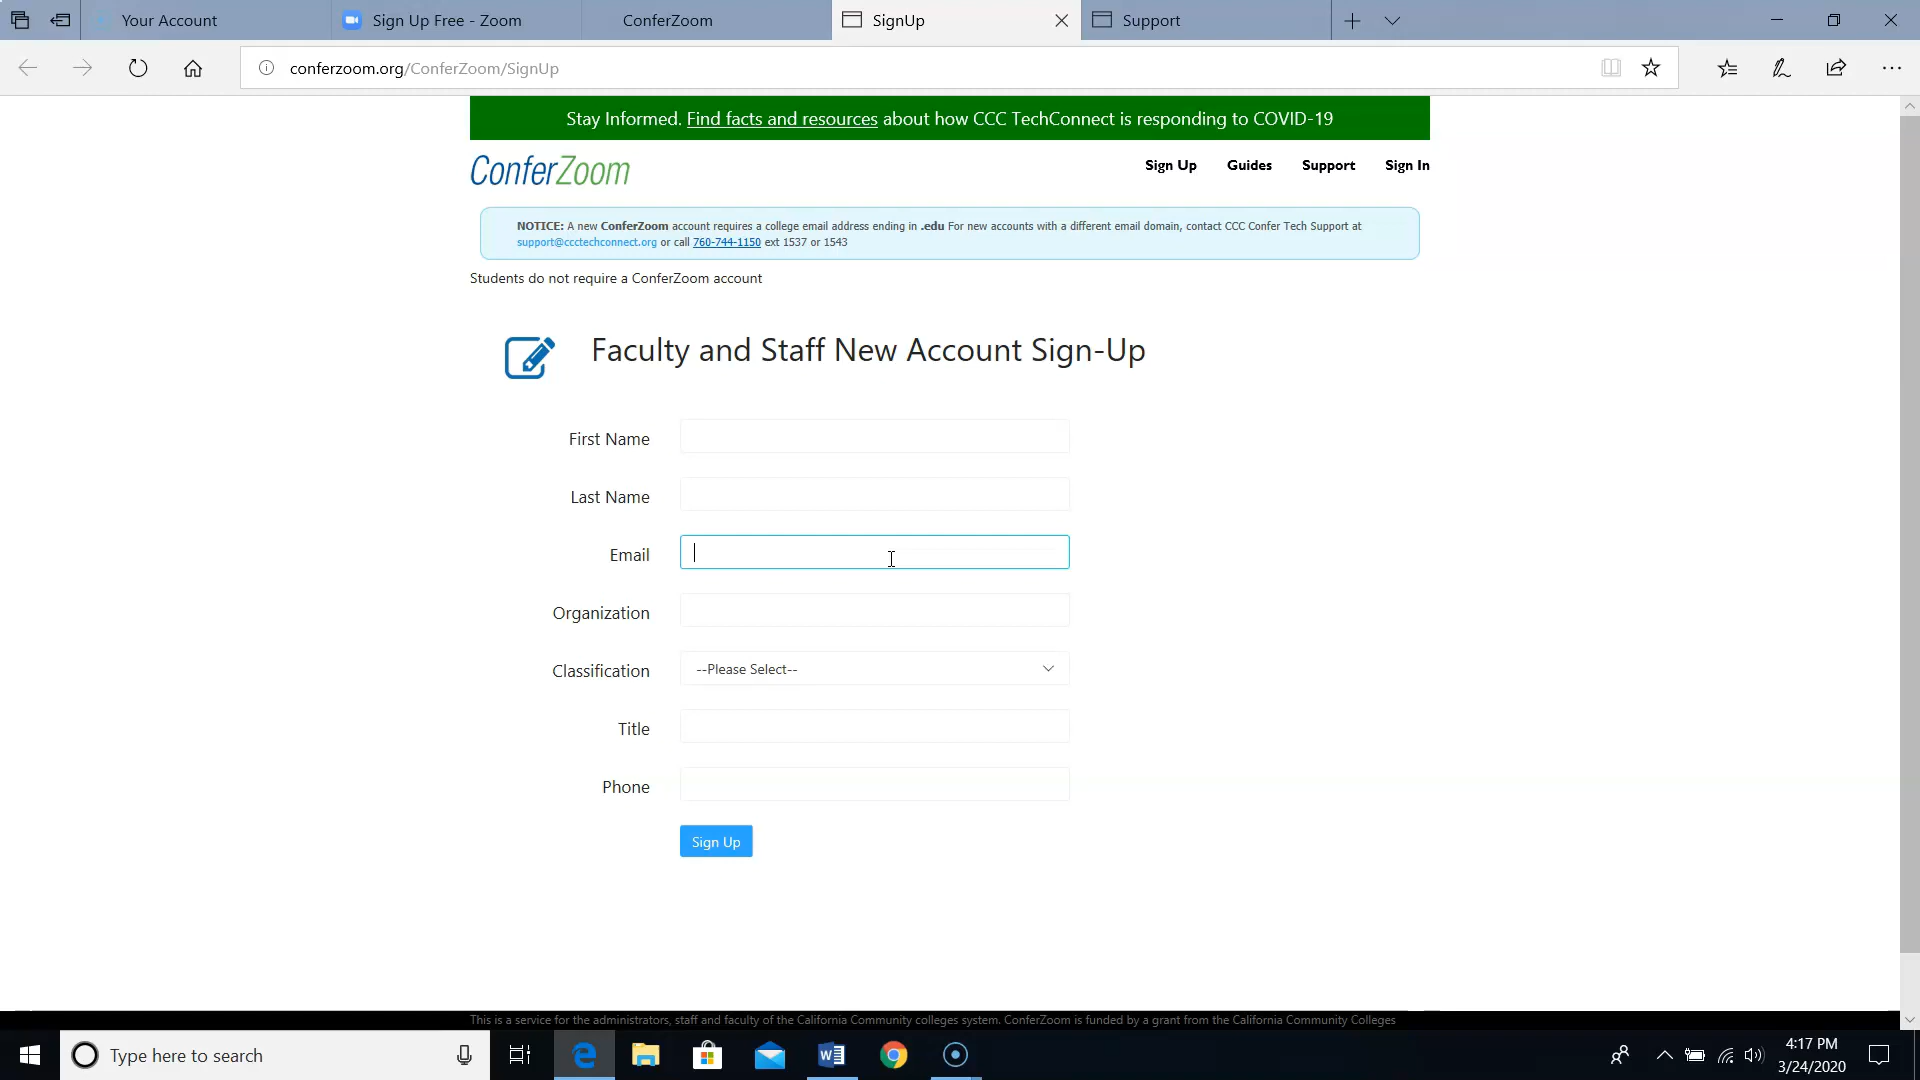 Your Account
Sign Up Free - Zoom
ConferZoom
SignUp
Support
conferzoom.org/ConferZoom/SignUp
Stay Informed. Find facts and resources about how CCC TechConnect is responding to COVID-19
ConferZoom
Sign Up
Guides
Support
Sign In
NOTICE: A new ConferZoom account requires a college email address ending in .edu For new accounts with a different email domain, contact CCC Confer Tech Support at
support@ccctechconnect.org or call 760-744-1150 ext 1537 or 1543
Students do not require a ConferZoom account
Faculty and Staff New Account Sign-Up
First Name
Last Name
Email
Organization
Classification
--Please Select--
Title
Phone
Sign Up
This is a service for the administrators, staff and faculty of the California Community colleges system. ConferZoom is funded by a grant from the California Community Colleges
Type here to search
4:17 PM
3/24/2020